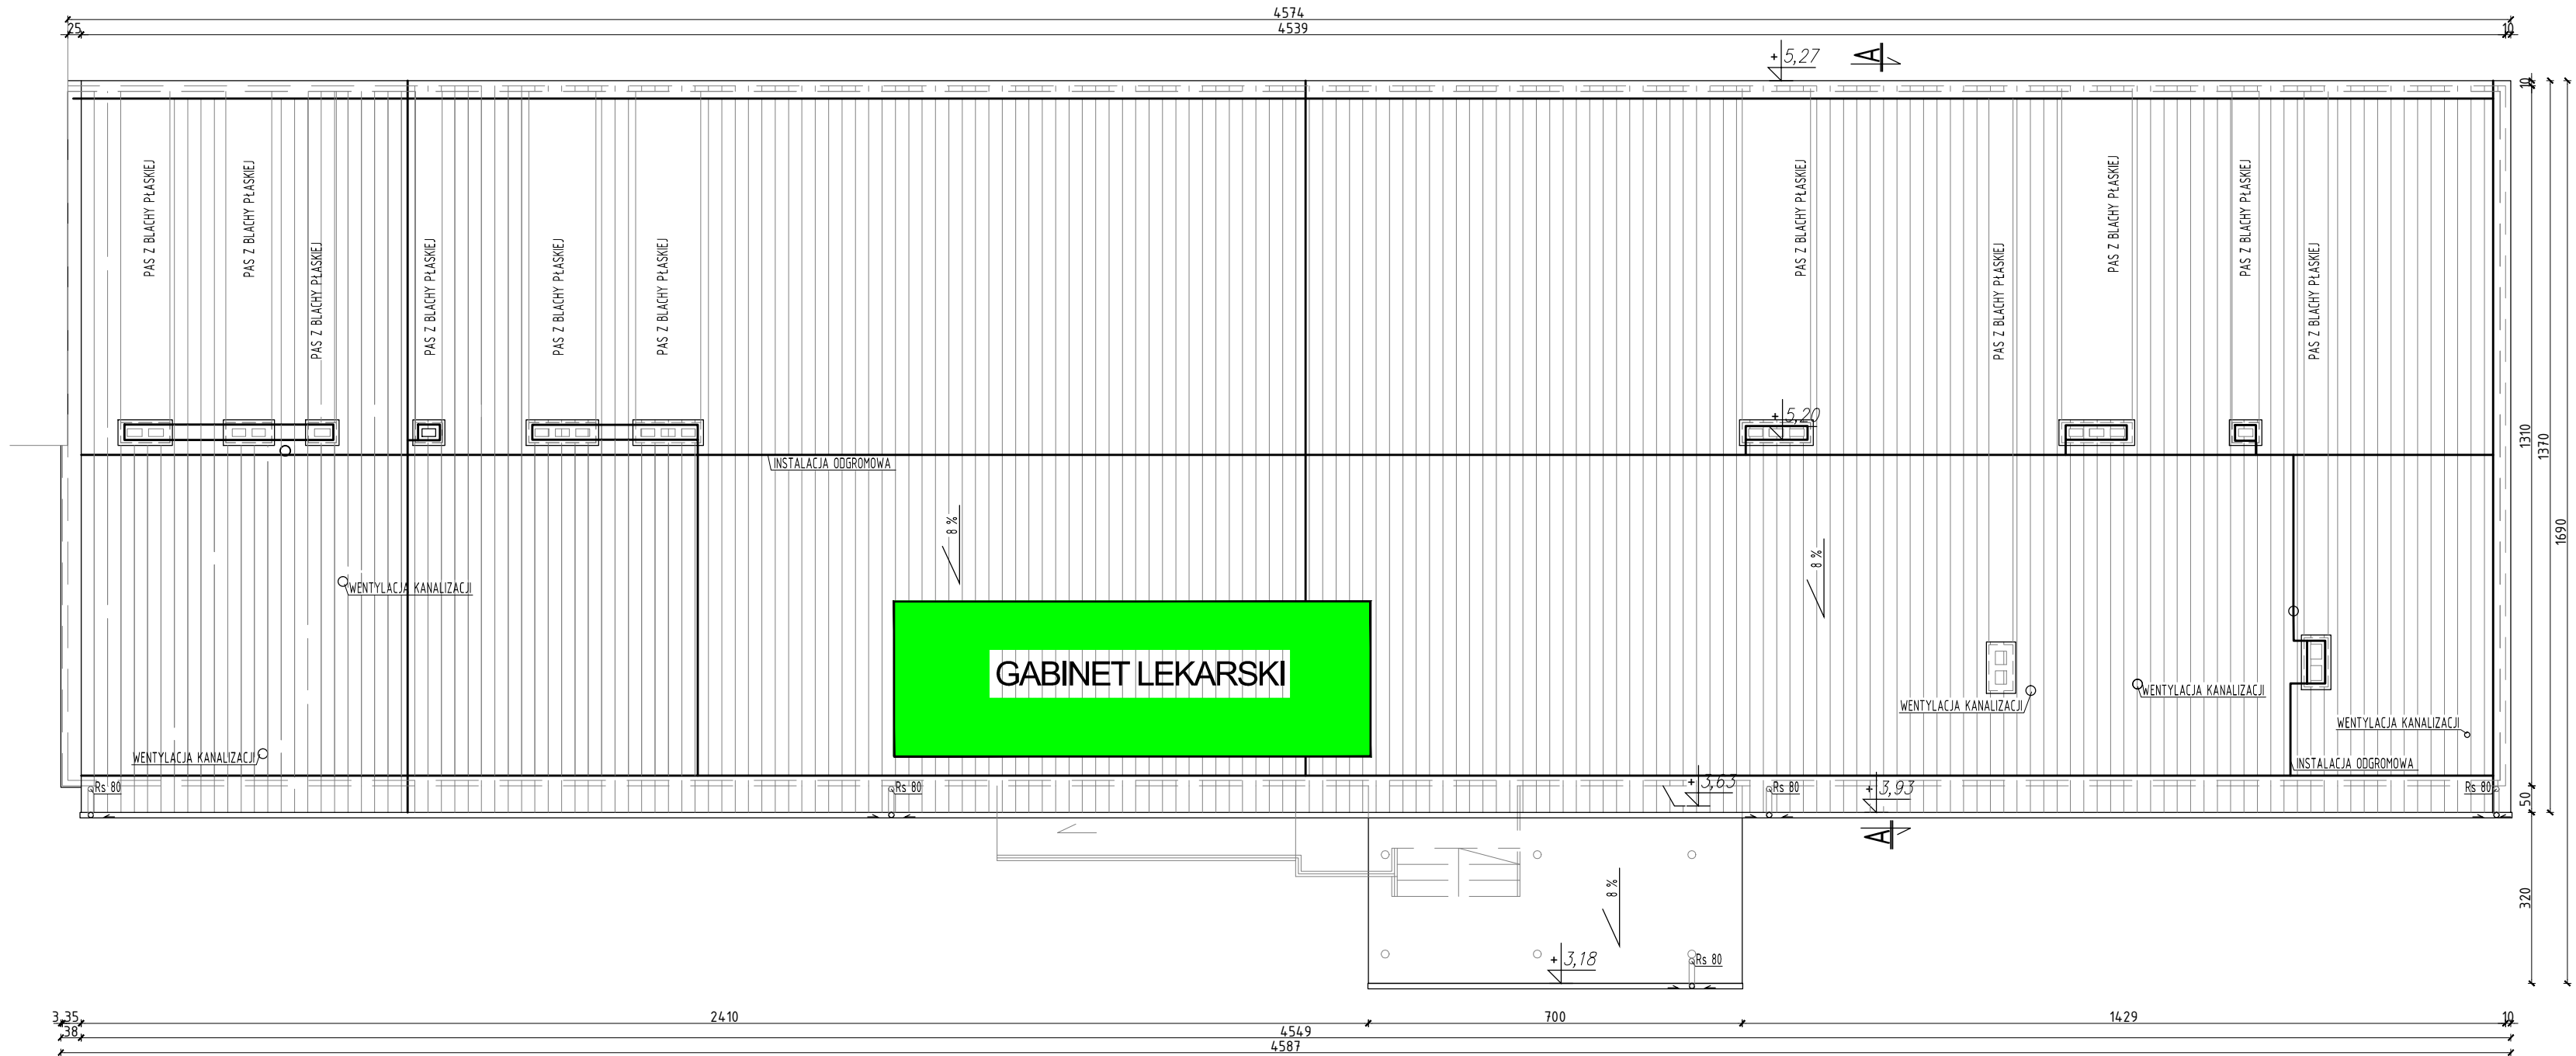 4574
25
4539
10
+ 5,27
A
10
PAS Z BLACHY PŁASKIEJ
PAS Z BLACHY PŁASKIEJ
PAS Z BLACHY PŁASKIEJ
PAS Z BLACHY PŁASKIEJ
PAS Z BLACHY PŁASKIEJ
PAS Z BLACHY PŁASKIEJ
PAS Z BLACHY PŁASKIEJ
PAS Z BLACHY PŁASKIEJ
PAS Z BLACHY PŁASKIEJ
PAS Z BLACHY PŁASKIEJ
PAS Z BLACHY PŁASKIEJ
+ 5,20
1310
1370
1690
INSTALACJA ODGROMOWA
8 %
8 %
WENTYLACJA KANALIZACJI
GABINET LEKARSKI
WENTYLACJA KANALIZACJI
WENTYLACJA KANALIZACJI
WENTYLACJA KANALIZACJI
WENTYLACJA KANALIZACJI
INSTALACJA ODGROMOWA
Rs 80
Rs 80
+ 3,63
Rs 80
+ 3,93
Rs 80
50
A
8 %
320
+ 3,18
Rs 80
3 35
2410
700
1429
10
38
4549
4587